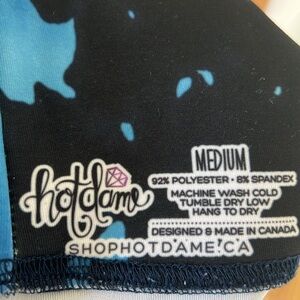 hotdame
MEDIUM
92% POLYESTER • 8% SPANDEX
MACHINE WASH COLD
TUMBLE DRY LOW
HANG TO DRY
DESIGNED & MADE IN CANADA
SHOPHOTDAME.CA